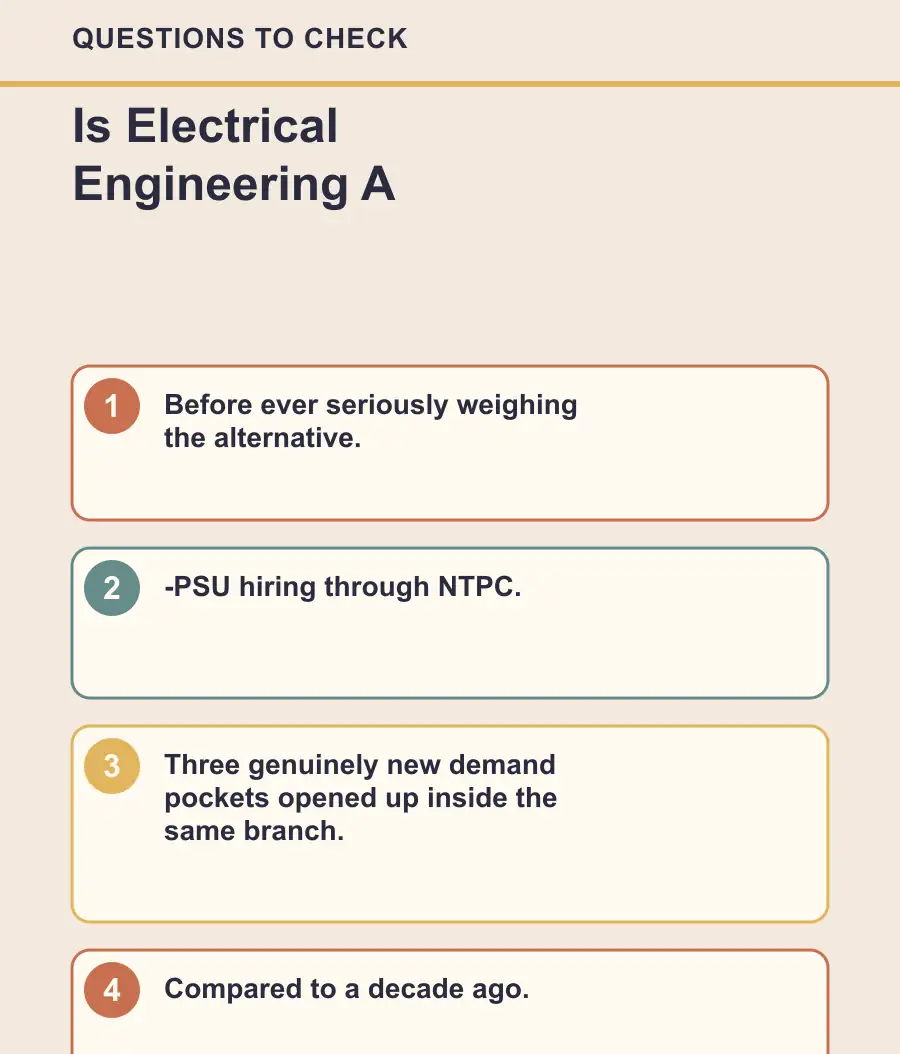 QUESTIONS TO CHECK
Is Electrical
Engineering A
1
Before ever seriously weighing
the alternative.
2
-PSU hiring through NTPC.
3
Three genuinely new demand
pockets opened up inside the
same branch.
4
Compared to a decade ago.